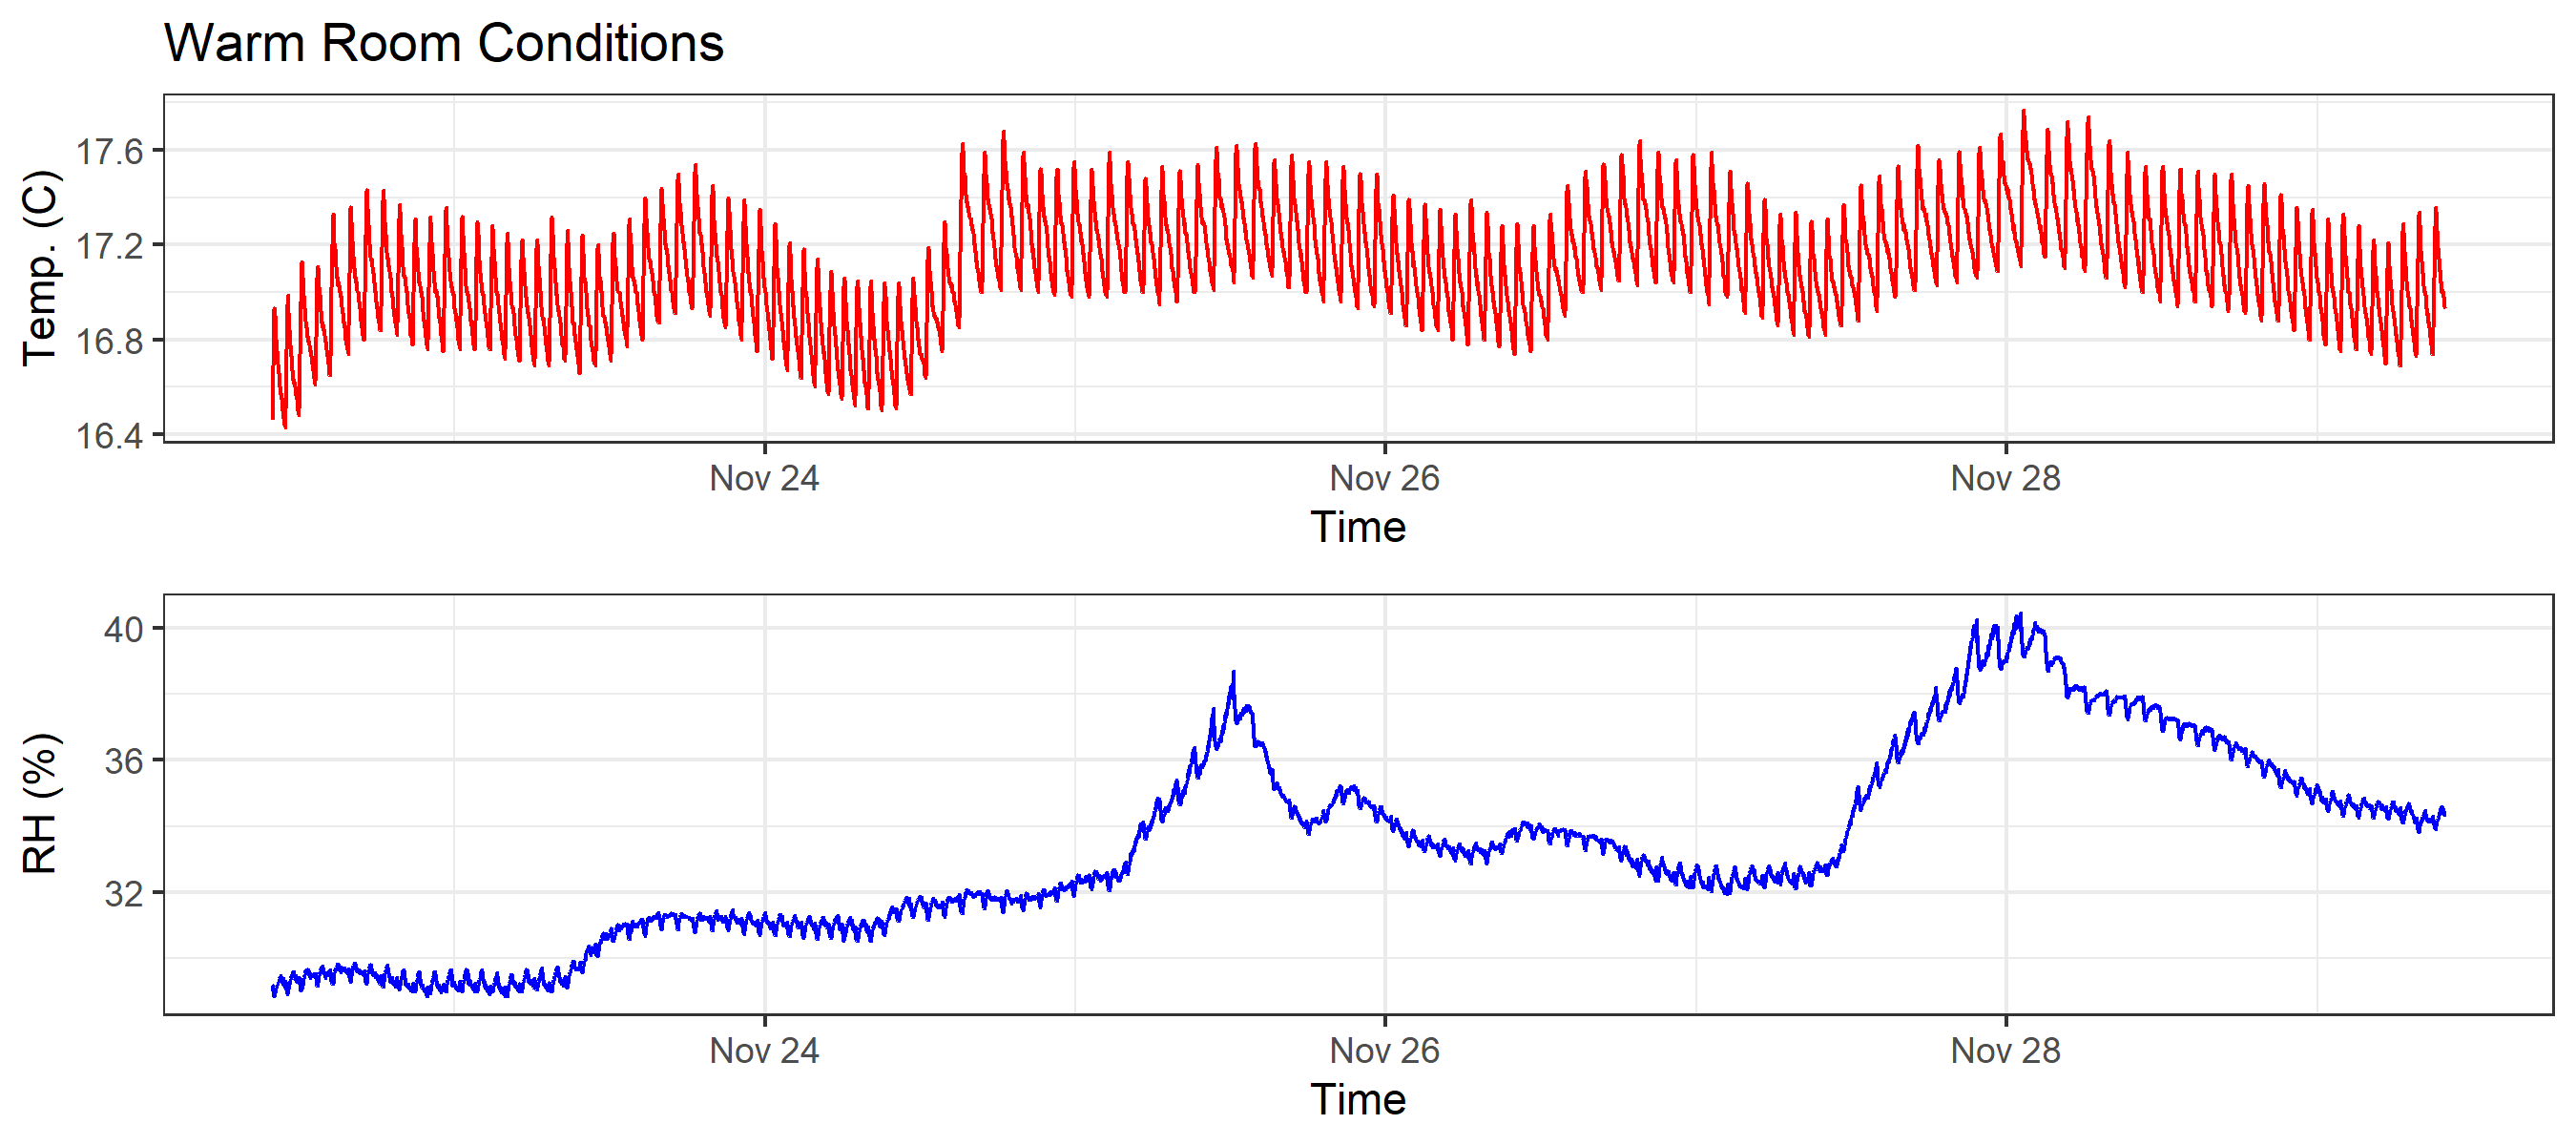 Warm Room Conditions
Temp. (C)
17.6
17.2
16.8
16.4
Nov 24 Nov 26 Nov 28
Time
RH (%)
40
36
32
Nov 24 Nov 26 Nov 28
Time